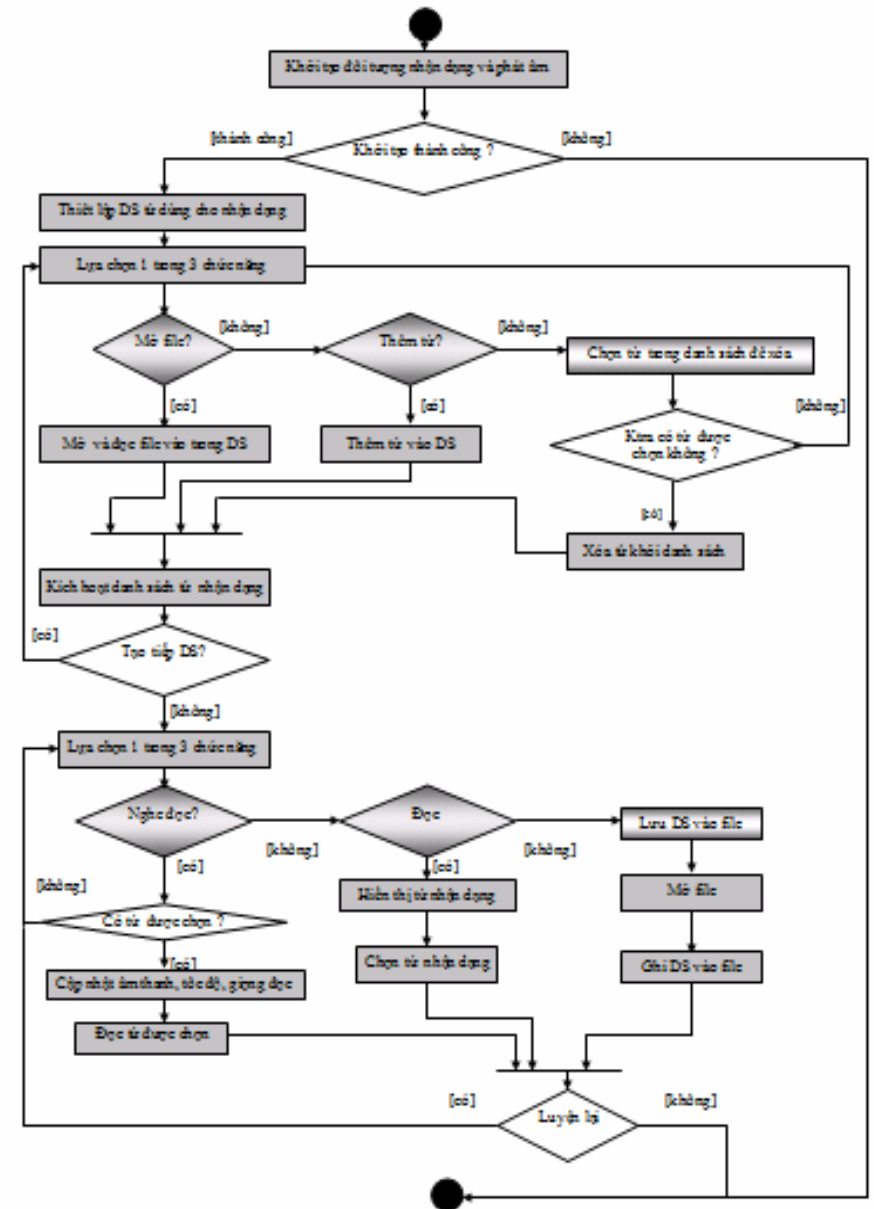 Khởi tạo đối tượng nhận dạng và phát âm
[thành công]
Khởi tạo thành công ?
[không]
Thiết lập DS từ dùng cho nhận dạng
Lựa chọn 1 trong 3 chức năng
Mở file?
[không]
Thêm từ?
[không]
Chọn từ trong danh sách để xóa
[có]
[có]
[không]
Mở và đọc file vào trong DS
Thêm từ vào DS
Ktra có từ được
chọn không ?
[có]
Xóa từ khỏi danh sách
Kích hoạt danh sách từ nhận dạng
[có]
Tạo tiếp DS?
[không]
Lựa chọn 1 trong 3 chức năng
Nghe đọc?
[không]
Đọc
[không]
Lưu DS vào file
[có]
[có]
[không]
Hiển thị từ nhận dạng
Mở file
Có từ được chọn ?
[có]
Chọn từ nhận dạng
Ghi DS vào file
Cập nhật âm thanh, tốc độ, giọng đọc
Đọc từ được chọn
[có]
Luyện lại
[không]